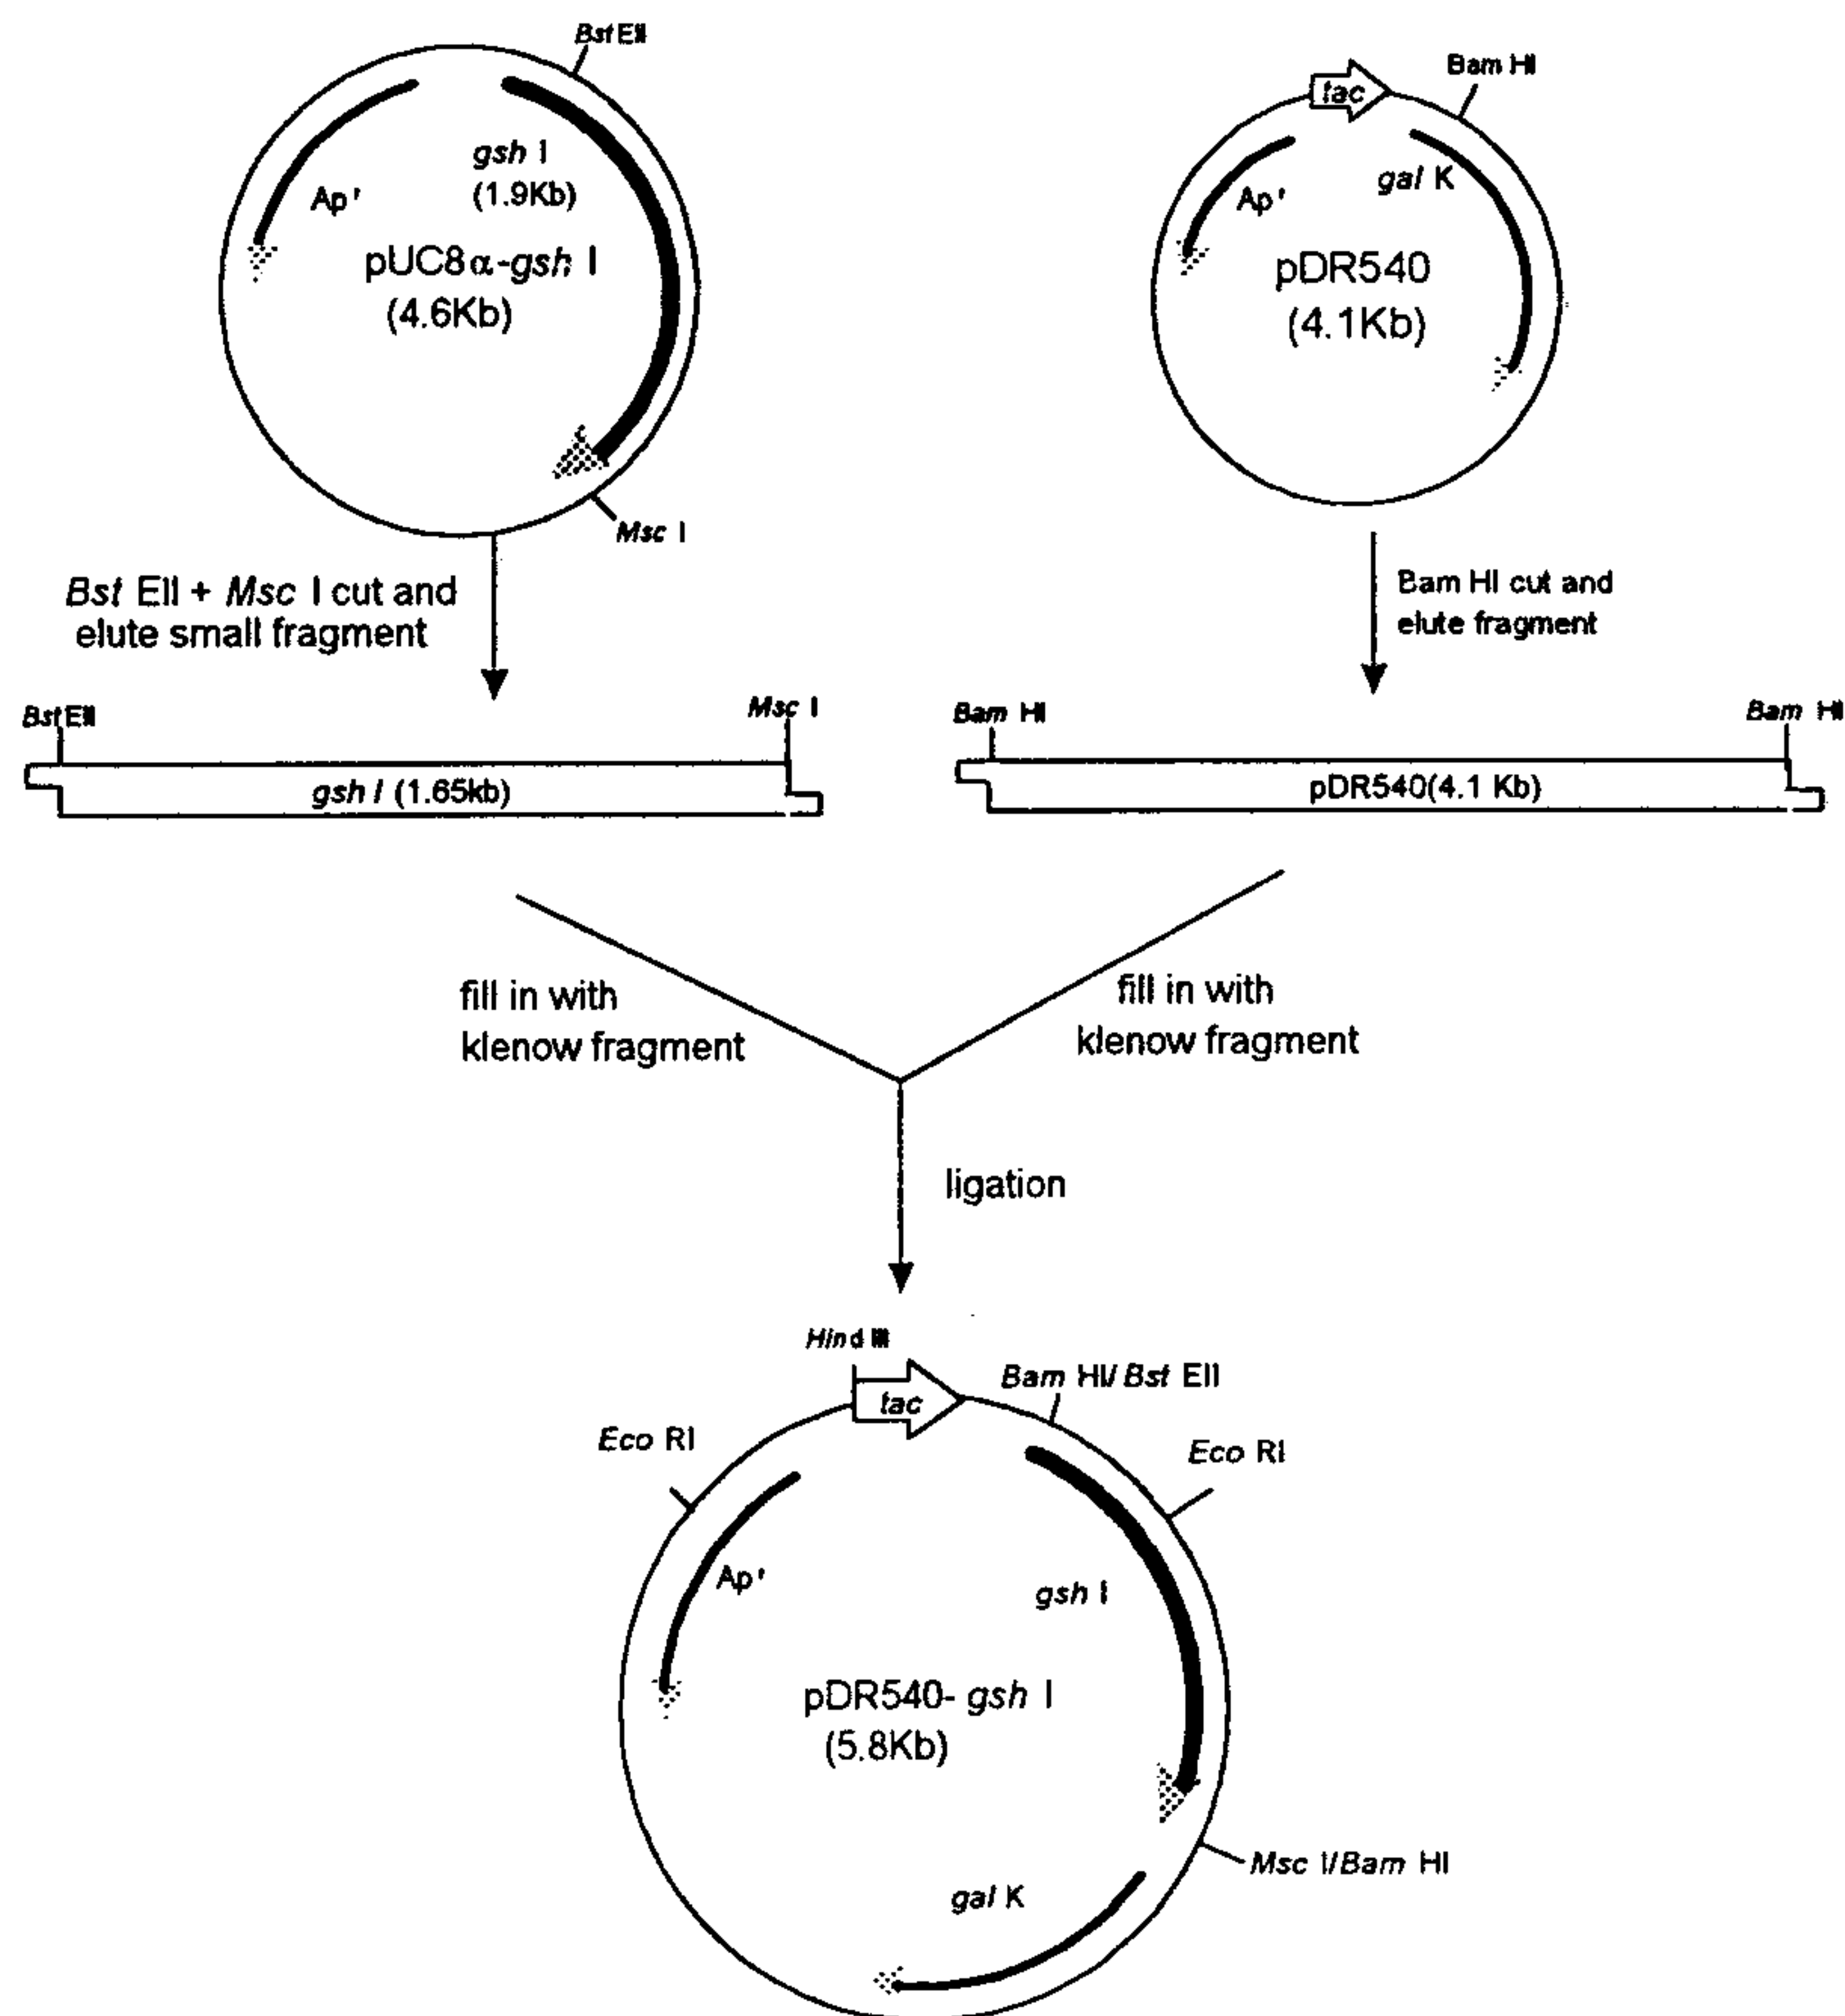 Bst EII
gsh I
(1.9Kb)
Ap r
pUC8α-gsh I
(4.6Kb)
Msc I
tac
Bam HI
gal K
Ap r
pDR540
(4.1Kb)
Bst EII + Msc I cut and
elute small fragment
Bam HI cut and
elute fragment
Bst EII
Msc I
gsh I (1.65kb)
Bam HI
Bam HI
pDR540(4.1 Kb)
fill in with
klenow fragment
fill in with
klenow fragment
ligation
Hind III
tac
Bam HI/ Bst EII
Eco RI
Eco RI
Ap r
gsh I
pDR540- gsh I
(5.8Kb)
Msc I/Bam HI
gal K